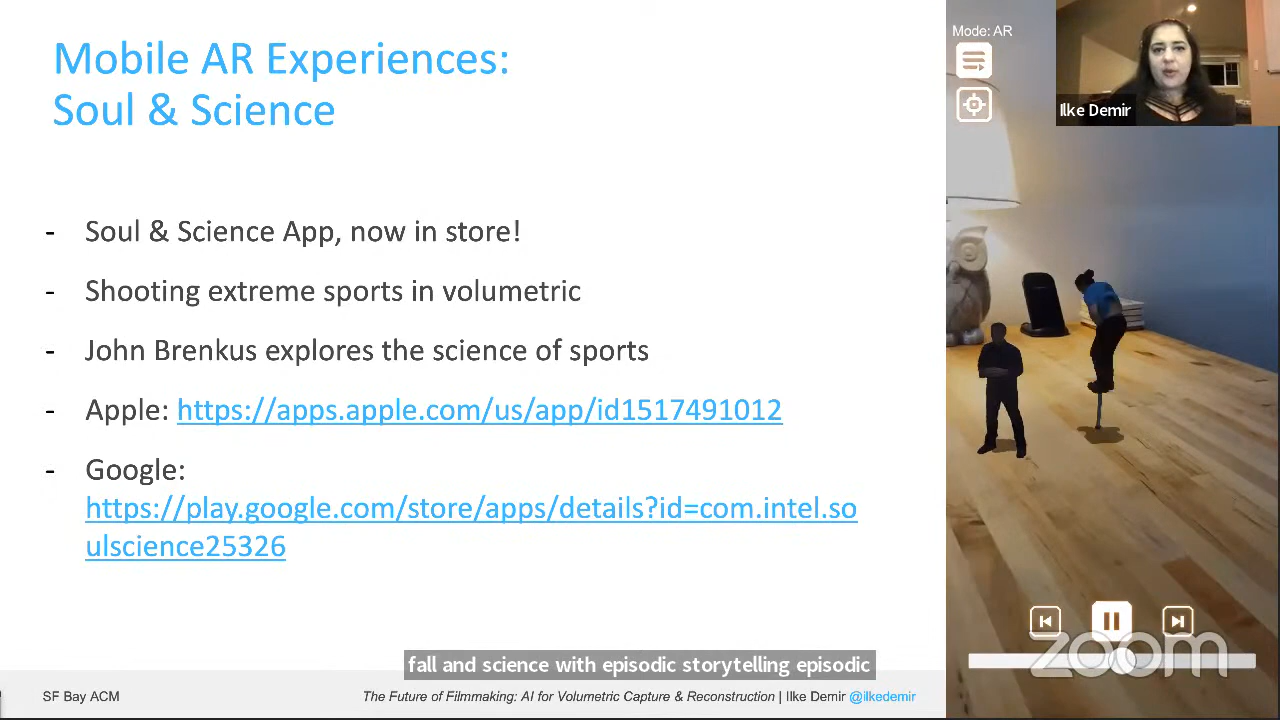 Mobile AR Experiences:
Soul & Science
- Soul & Science App, now in store!
- Shooting extreme sports in volumetric
- John Brenkus explores the science of sports
- Apple: https://apps.apple.com/us/app/id1517491012
- Google:
https://play.google.com/store/apps/details?id=com.intel.so
ulscience25326
Mode: AR
Ilke Demir
zoom
fall and science with episodic storytelling episodic
SF Bay ACM
The Future of Filmmaking: AI for Volumetric Capture & Reconstruction | Ilke Demir @ilkedemir